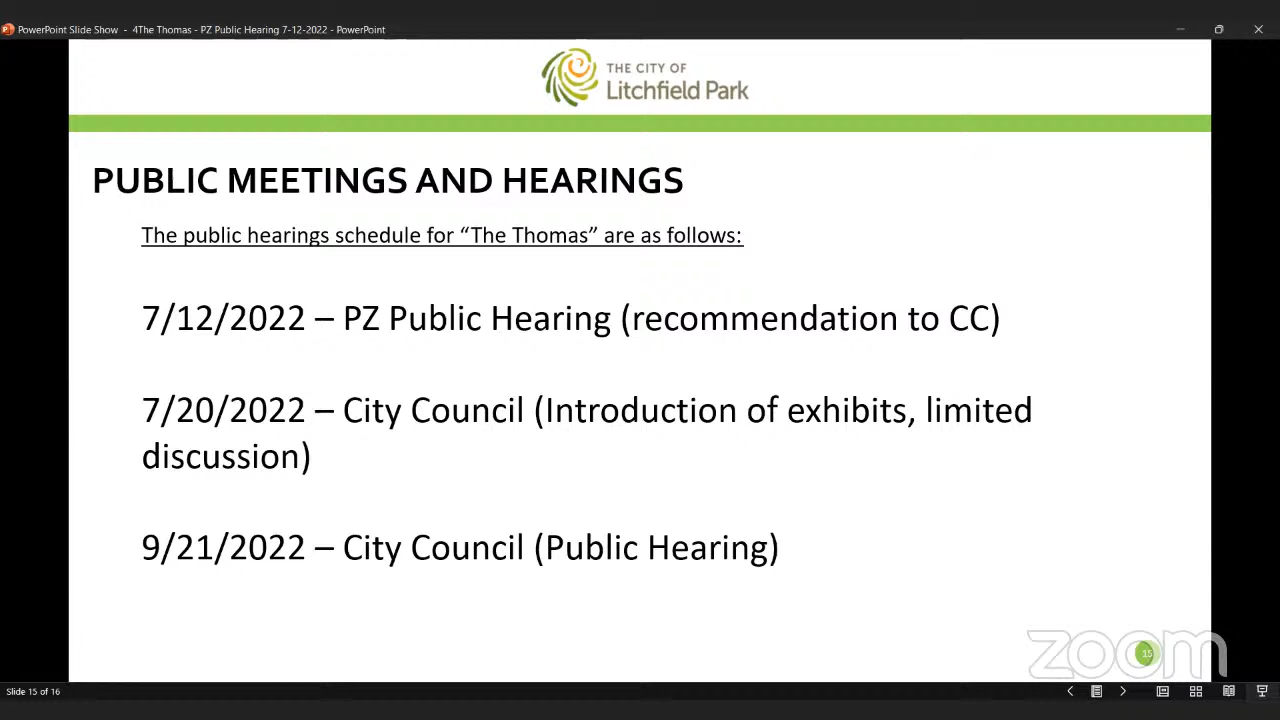 PowerPoint Slide Show - 4The Thomas - PZ Public Hearing 7-12-2022 - PowerPoint
THE CITY OF
Litchfield Park
PUBLIC MEETINGS AND HEARINGS
The public hearings schedule for “The Thomas” are as follows:
7/12/2022 – PZ Public Hearing (recommendation to CC)
7/20/2022 – City Council (Introduction of exhibits, limited
discussion)
9/21/2022 – City Council (Public Hearing)
zoom
15
Slide 15 of 16